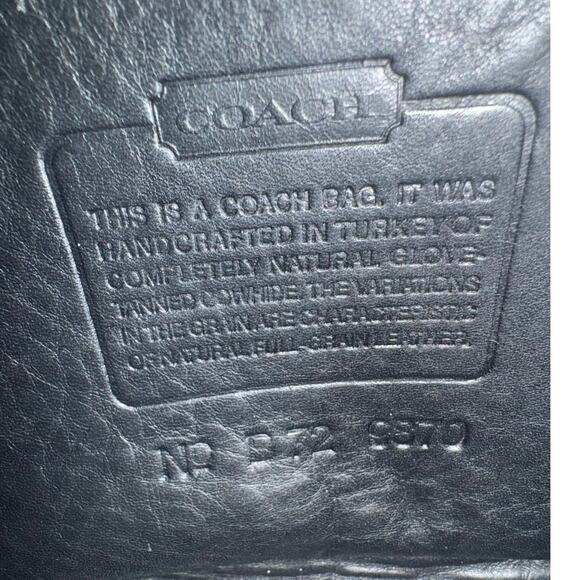 COACH
THIS IS A COACH BAG. IT WAS
HANDCRAFTED IN TURKEY OF
COMPLETELY NATURAL GLOVE-
TANNED COWHIDE. THE VARIATIONS
IN THE GRAIN ARE CHARACTERISTIC
OF NATURAL FULL-GRAIN LEATHER.
No 9870